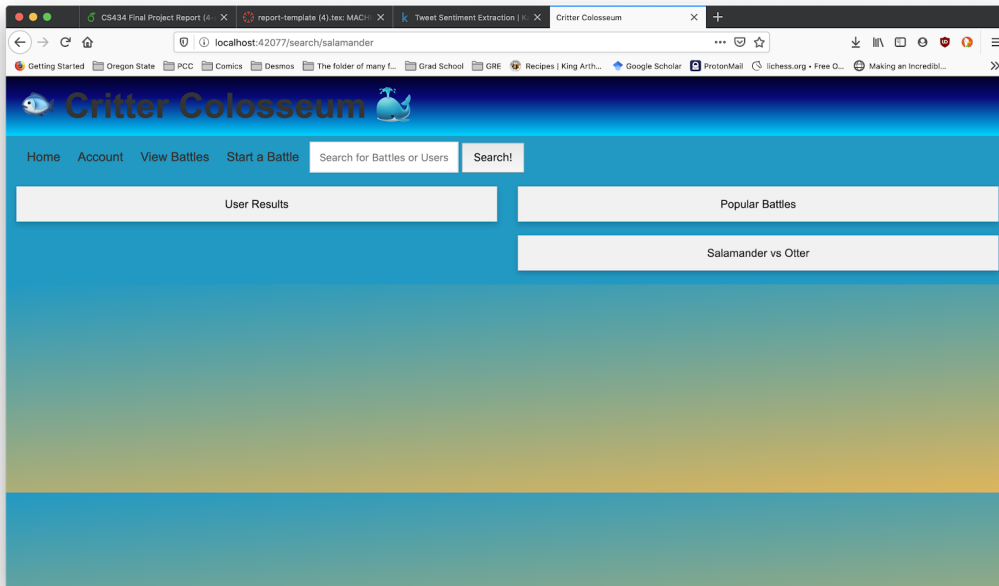 CS434 Final Project Report (4-
report-template (4).tex: MACHI
Tweet Sentiment Extraction | K
Critter Colosseum
localhost:42077/search/salamander
Getting Started Oregon State PCC Comics Desmos The folder of many f... Grad School GRE Recipes | King Arth... Google Scholar ProtonMail lichess.org • Free O... Making an Incredibl...
Critter Colosseum
Home Account View Battles Start a Battle Search for Battles or Users Search!
User Results Popular Battles
Salamander vs Otter